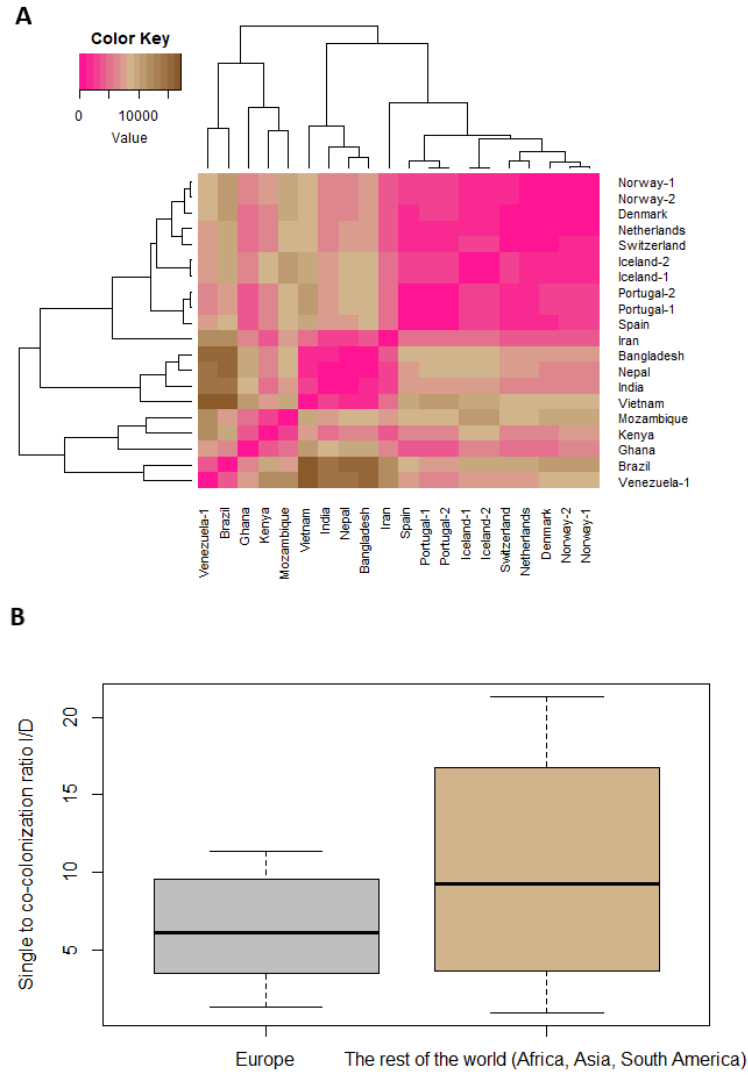 A
Color Key
0 10000
Value
Norway-1
Norway-2
Denmark
Netherlands
Switzerland
Iceland-2
Iceland-1
Portugal-2
Portugal-1
Spain
Iran
Bangladesh
Nepal
India
Vietnam
Mozambique
Kenya
Ghana
Brazil
Venezuela-1
Venezuela-1
Brazil
Ghana
Kenya
Mozambique
Vietnam
India
Nepal
Bangladesh
Iran
Spain
Portugal-1
Portugal-2
Iceland-1
Iceland-2
Switzerland
Netherlands
Denmark
Norway-2
Norway-1
B
Single to co-colonization ratio I/D
20
15
10
5
Europe
The rest of the world (Africa, Asia, South America)